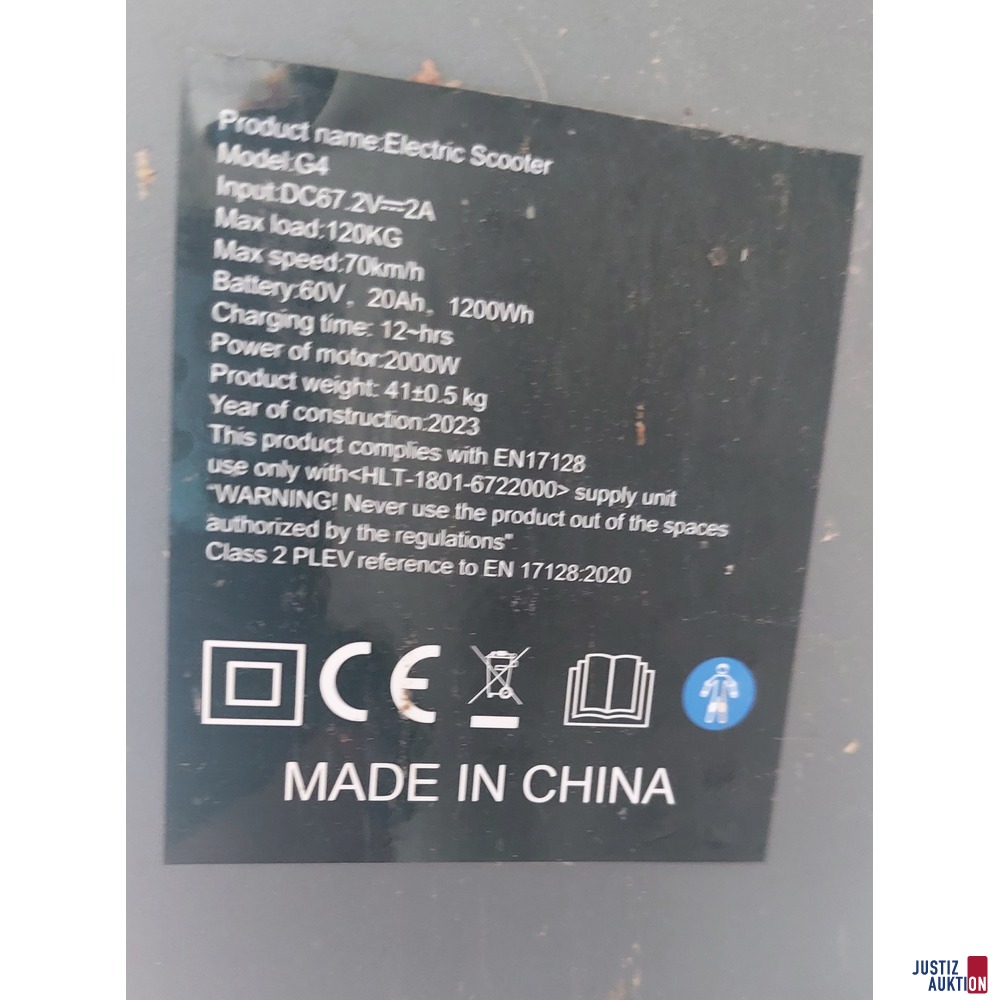 Product name:Electric Scooter
Model:G4
Input:DC67.2V⎓2A
Max load:120KG
Max speed:70km/h
Battery:60V，20Ah，1200Wh
Charging time: 12~hrs
Power of motor:2000W
Product weight: 41±0.5 kg
Year of construction:2023
This product complies with EN17128
use only with<HLT-1801-6722000> supply unit
"WARNING! Never use the product out of the spaces
authorized by the regulations"
Class 2 PLEV reference to EN 17128:2020
CE
MADE IN CHINA
JUSTIZ
AUKTION